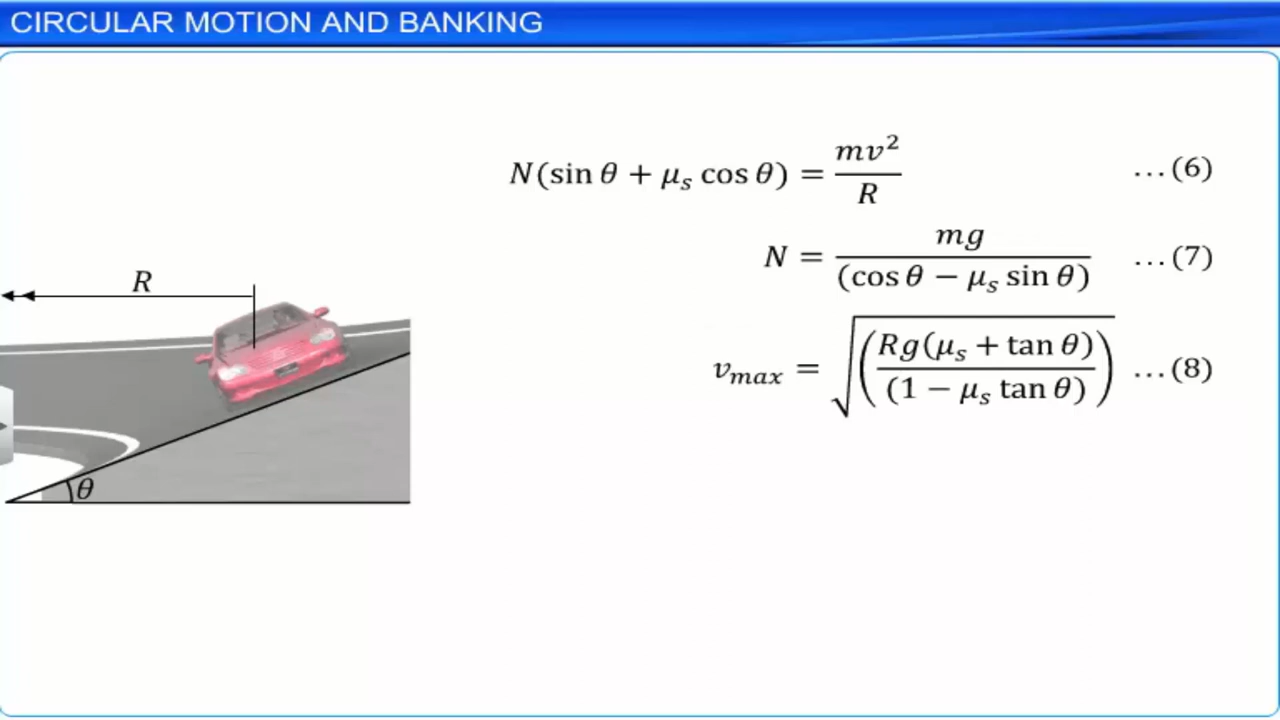 CIRCULAR MOTION AND BANKING
N(sin θ + μₛ cos θ) = mv²/R ...(6)
N = mg/(cos θ − μₛ sin θ) ...(7)
R
vₘₐₓ = √((Rg(μₛ + tan θ))/(1 − μₛ tan θ)) ...(8)
θ